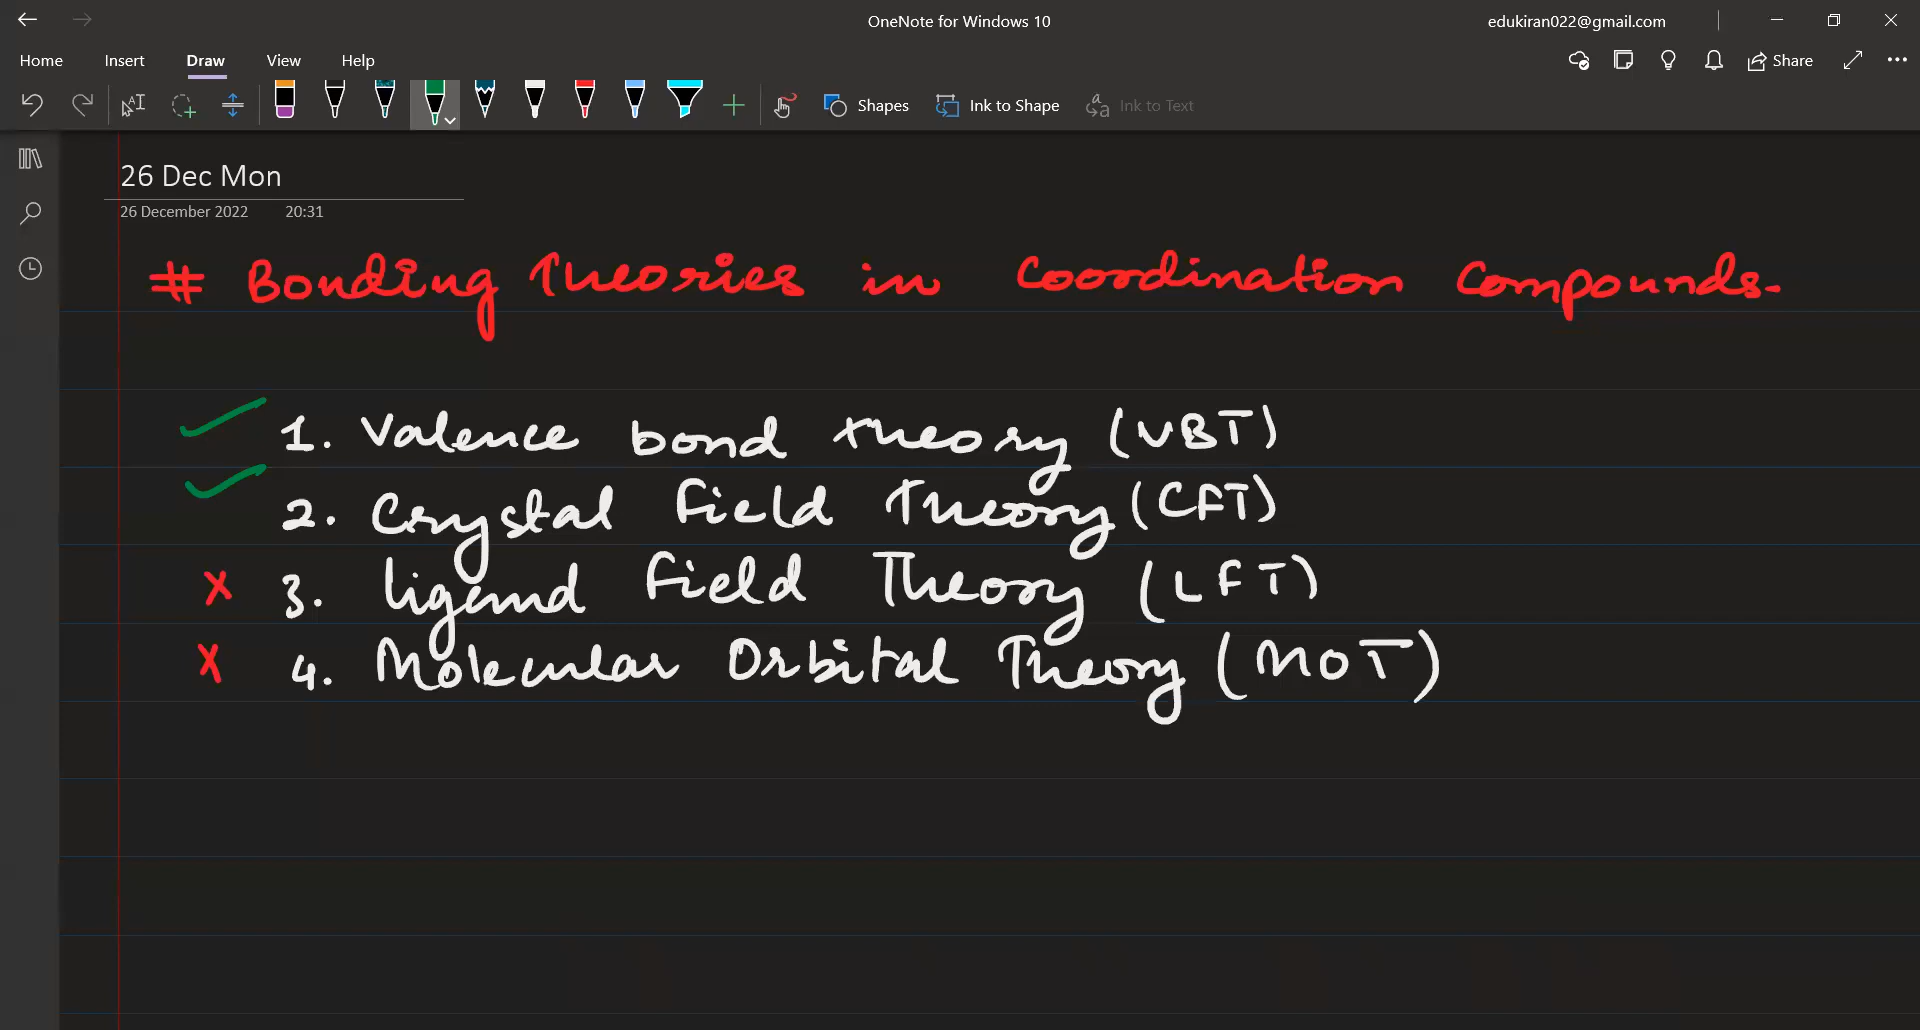 OneNote for Windows 10
edukiran022@gmail.com
Home Insert Draw View Help
Share
Shapes Ink to Shape Ink to Text
26 Dec Mon
26 December 2022 20:31
# Bonding Theories in Coordination Compounds.
1. Valence bond theory (VBT)
2. Crystal Field Theory (CFT)
X 3. Ligand Field Theory (LFT)
X 4. Molecular Orbital Theory (MOT)